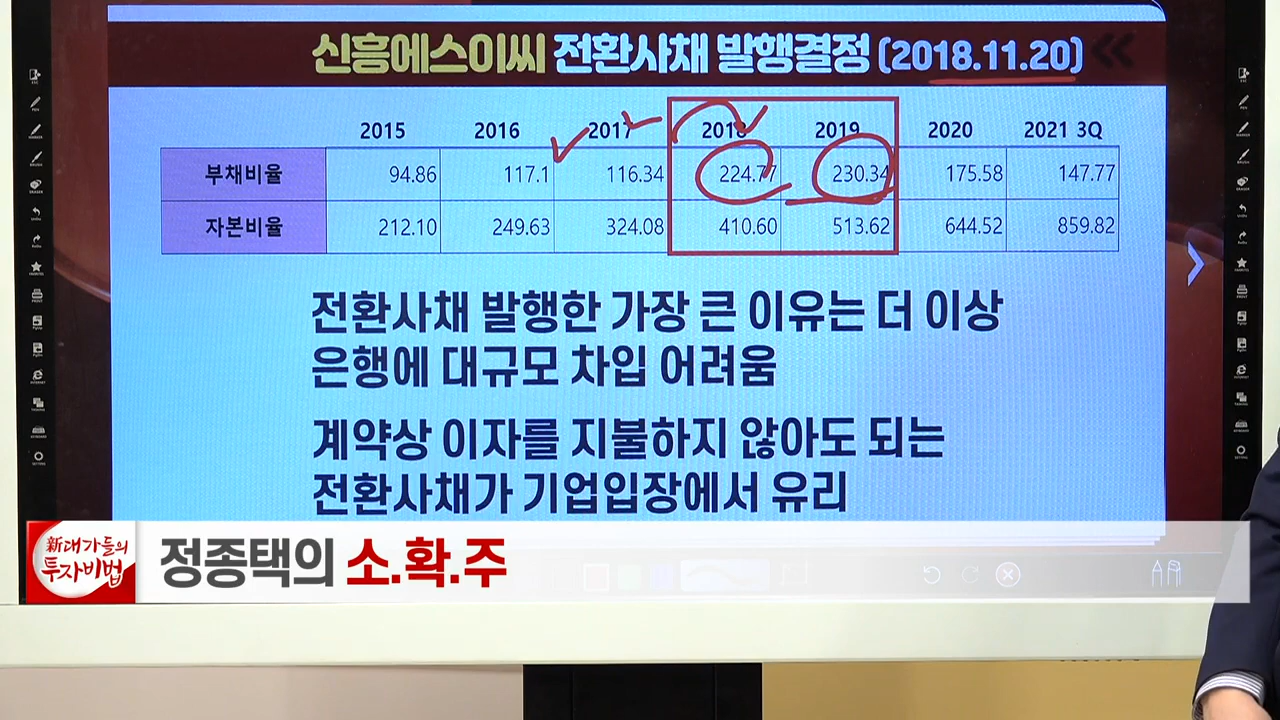 신흥에스이씨 전환사채 발행결정 (2018.11.20)
2015 2016 2017 2018 2019 2020 2021 3Q
부채비율 94.86 117.1 116.34 224.77 230.34 175.58 147.77
자본비율 212.10 249.63 324.08 410.60 513.62 644.52 859.82
전환사채 발행한 가장 큰 이유는 더 이상
은행에 대규모 차입 어려움
계약상 이자를 지불하지 않아도 되는
전환사채가 기업입장에서 유리
新대가들의
투자비법
정종택의 소.확.주